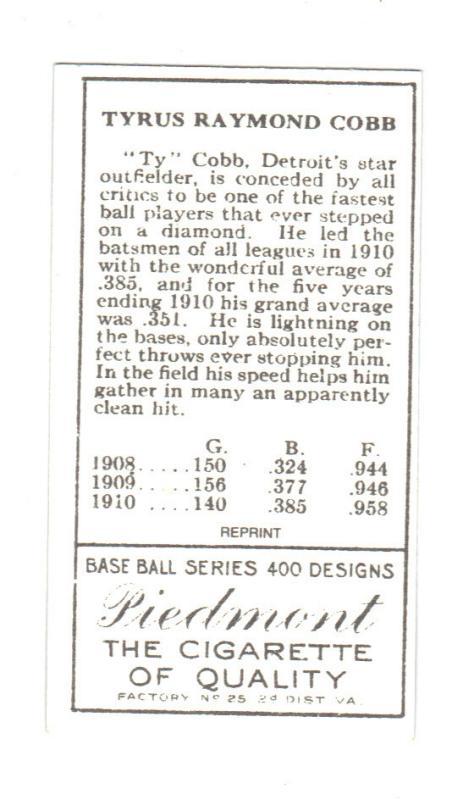 TYRUS RAYMOND COBB
"Ty" Cobb, Detroit's star
outfielder, is conceded by all
critics to be one of the fastest
ball players that ever stepped
on a diamond. He led the
batsmen of all leagues in 1910
with the wonderful average of
.385, and for the five years
ending 1910 his grand average
was .351. He is lightning on
the bases, only absolutely per-
fect throws ever stopping him.
In the field his speed helps him
gather in many an apparently
clean hit.
G. B. F.
1908.....150 .324 .944
1909.....156 .377 .946
1910 ....140 .385 .958
REPRINT
BASE BALL SERIES 400 DESIGNS
Piedmont
THE CIGARETTE
OF QUALITY
FACTORY Nº 25 2d DIST VA.